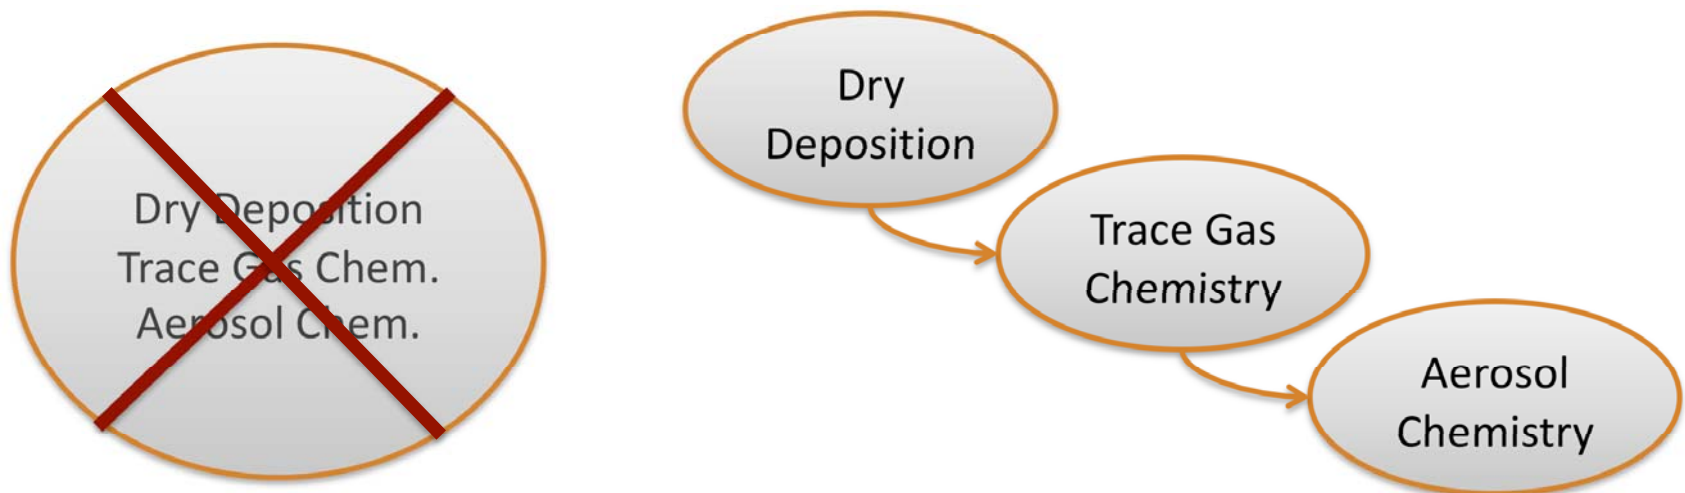 Dry Deposition
Trace Gas Chem.
Aerosol Chem.
Dry
Deposition
Trace Gas
Chemistry
Aerosol
Chemistry